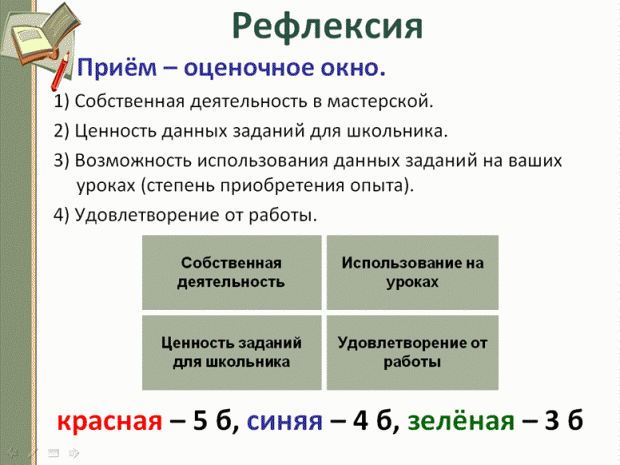 Рефлексия
Приём – оценочное окно.
1) Собственная деятельность в мастерской.
2) Ценность данных заданий для школьника.
3) Возможность использования данных заданий на ваших
уроках (степень приобретения опыта).
4) Удовлетворение от работы.
Собственная
деятельность
Использование на
уроках
Ценность заданий
для школьника
Удовлетворение от
работы
красная – 5 б, синяя – 4 б, зелёная – 3 б